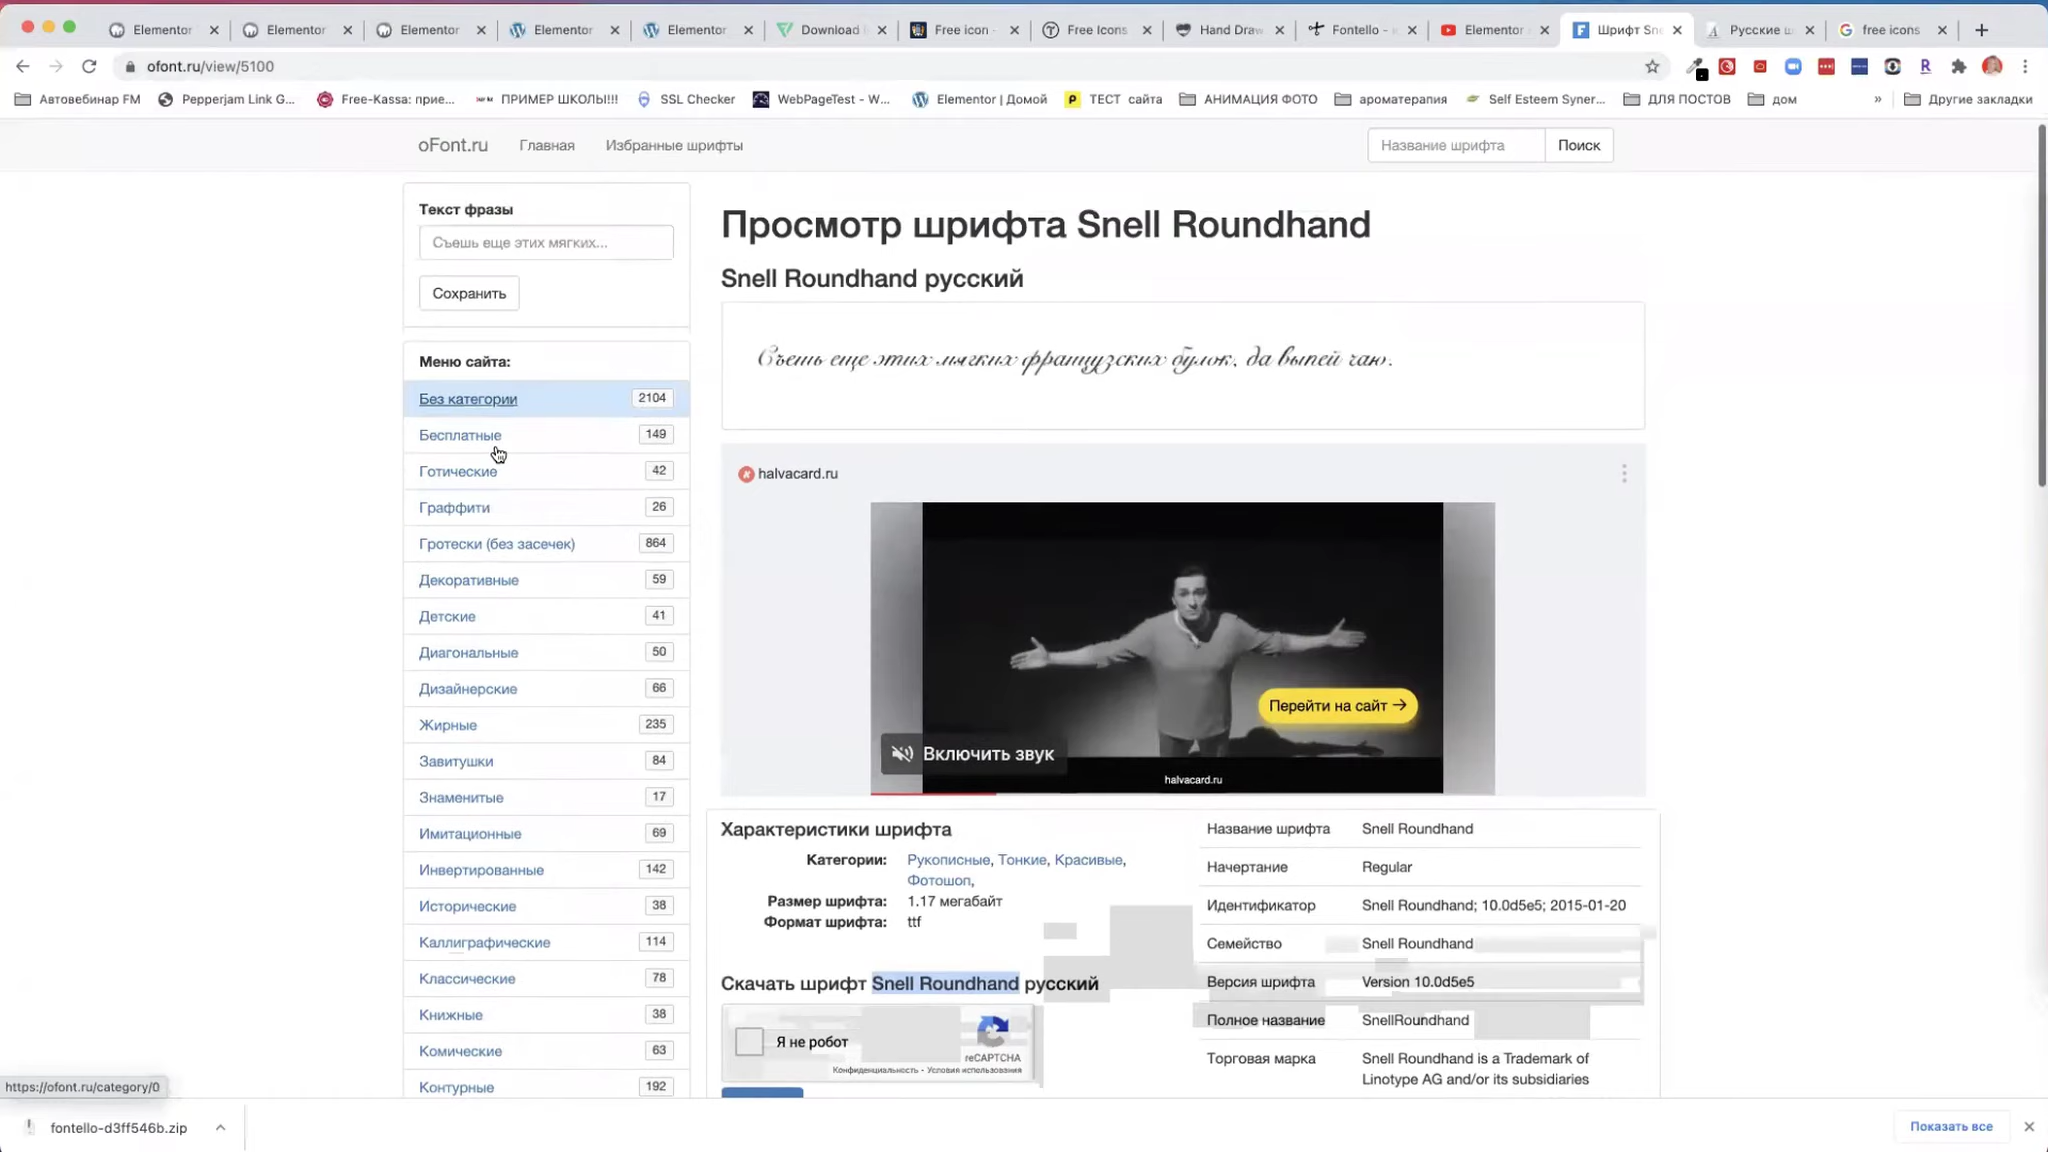 Elementor
Elementor
Elementor
Elementor
Elementor
Download
Free icon -
Free Icons
Hand Draw
Fontello - ic
Elementor
Шрифт Sne
Русские ш
free icons
ofont.ru/view/5100
Автовебинар FM
Pepperjam Link G...
Free-Kassa: прие...
ПРИМЕР ШКОЛЫ!!!
SSL Checker
WebPageTest - W...
Elementor | Домой
ТЕСТ сайта
АНИМАЦИЯ ФОТО
ароматерапия
Self Esteem Syner...
ДЛЯ ПОСТОВ
дом
»
Другие закладки
oFont.ru
Главная
Избранные шрифты
Название шрифта
Поиск
Текст фразы
Съешь еще этих мягких...
Сохранить
Меню сайта:
Без категории 2104
Бесплатные 149
Готические 42
Граффити 26
Гротески (без засечек) 864
Декоративные 59
Детские 41
Диагональные 50
Дизайнерские 66
Жирные 235
Завитушки 84
Знаменитые 17
Имитационные 69
Инвертированные 142
Исторические 38
Каллиграфические 114
Классические 78
Книжные 38
Комические 63
Контурные 192
Просмотр шрифта Snell Roundhand
Snell Roundhand русский
Съешь еще этих мягких французских булок, да выпей чаю.
halvacard.ru
Перейти на сайт →
Включить звук
halvacard.ru
Характеристики шрифта
Категории: Рукописные, Тонкие, Красивые,
Фотошоп,
Размер шрифта: 1.17 мегабайт
Формат шрифта: ttf
Скачать шрифт Snell Roundhand русский
Я не робот
reCAPTCHA
Конфиденциальность - Условия использования
Название шрифта Snell Roundhand
Начертание Regular
Идентификатор Snell Roundhand; 10.0d5e5; 2015-01-20
Семейство Snell Roundhand
Версия шрифта Version 10.0d5e5
Полное название SnellRoundhand
Торговая марка Snell Roundhand is a Trademark of
Linotype AG and/or its subsidiaries
https://ofont.ru/category/0
fontello-d3ff546b.zip
Показать все